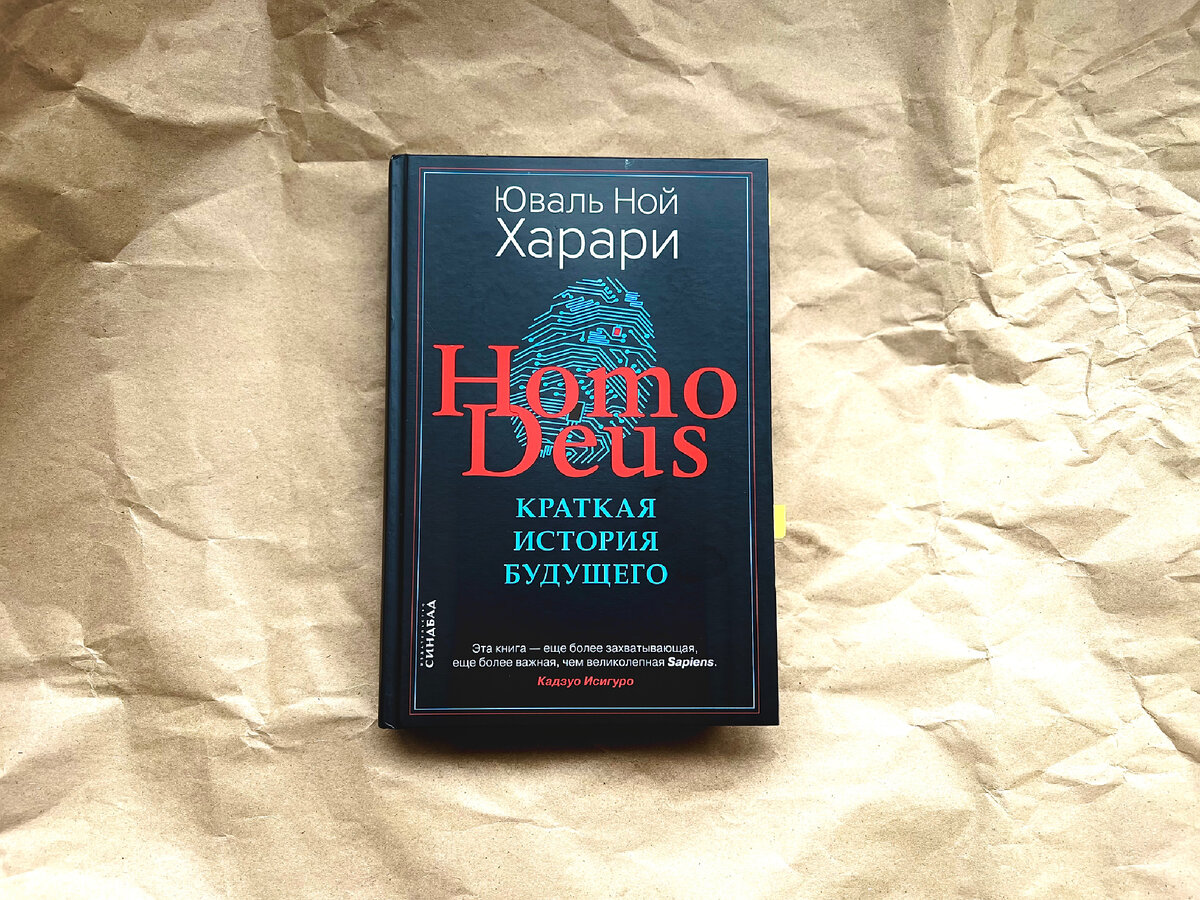 Юваль Ной
Харари
Homo
Deus
КРАТКАЯ
ИСТОРИЯ
БУДУЩЕГО
ИЗДАТЕЛЬСТВО
СИНДБАД
Эта книга — еще более захватывающая,
еще более важная, чем великолепная Sapiens.
Кадзуо Исигуро